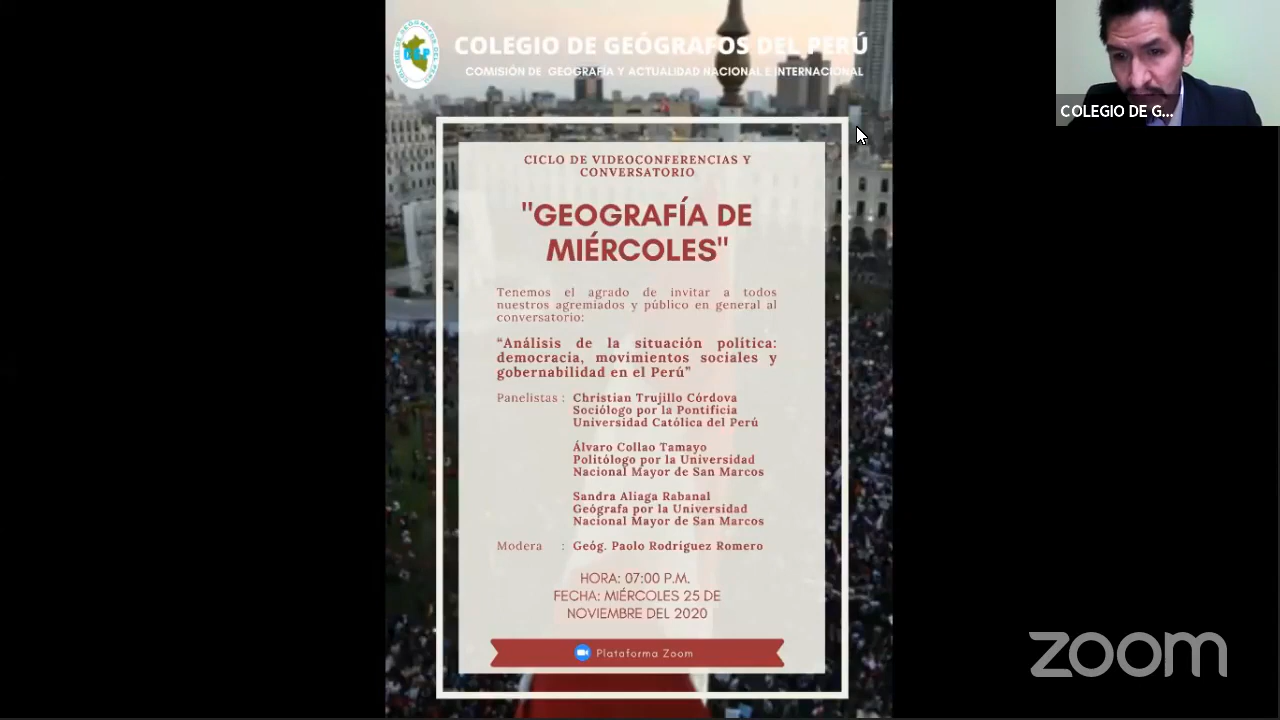 COLEGIO DE GEÓGRAFOS DEL PERÚ
COMISIÓN DE GEOGRAFÍA Y ACTUALIDAD NACIONAL E INTERNACIONAL
CICLO DE VIDEOCONFERENCIAS Y
CONVERSATORIO
"GEOGRAFÍA DE
MIÉRCOLES"
Tenemos el agrado de invitar a todos
nuestros agremiados y público en general al
conversatorio:
“Análisis de la situación política:
democracia, movimientos sociales y
gobernabilidad en el Perú”
Panelistas : Christian Trujillo Córdova
Sociólogo por la Pontificia
Universidad Católica del Perú
Álvaro Collao Tamayo
Politólogo por la Universidad
Nacional Mayor de San Marcos
Sandra Aliaga Rabanal
Geógrafa por la Universidad
Nacional Mayor de San Marcos
Modera : Geóg. Paolo Rodriguez Romero
HORA: 07:00 P.M.
FECHA: MIÉRCOLES 25 DE
NOVIEMBRE DEL 2020
Plataforma Zoom
COLEGIO DE G...
zoom